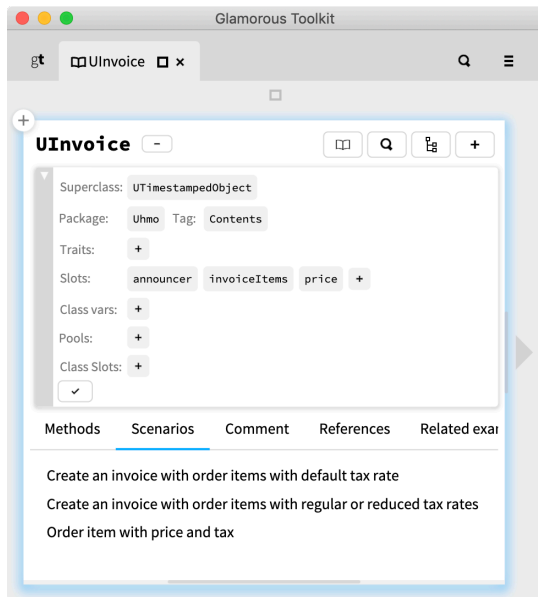 Glamorous Toolkit
gt UInvoice ×
+
UInvoice -
+
Superclass: UTimestampedObject
Package: Uhmo Tag: Contents
Traits: +
Slots: announcer invoiceItems price +
Class vars: +
Pools: +
Class Slots: +
Methods Scenarios Comment References Related exar
Create an invoice with order items with default tax rate
Create an invoice with order items with regular or reduced tax rates
Order item with price and tax